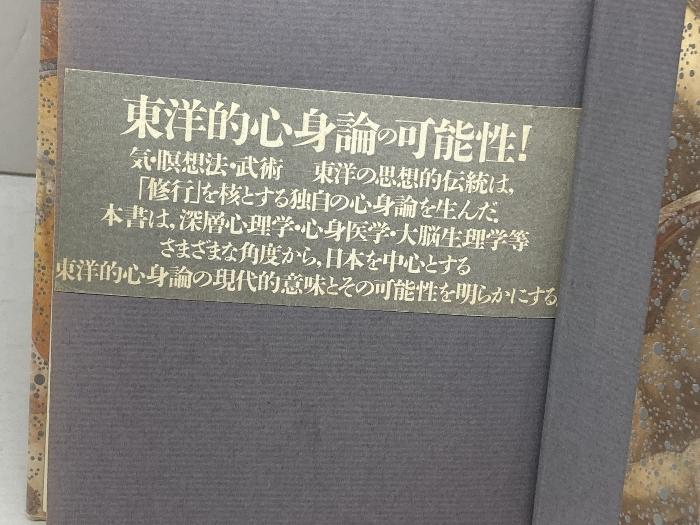 東洋的心身論の可能性!
気・瞑想法・武術　東洋の思想的伝統は,
「修行」を核とする独自の心身論を生んだ.
本書は,深層心理学・心身医学・大脳生理学等
さまざまな角度から,日本を中心とする
東洋的心身論の現代的意味とその可能性を明らかにする.